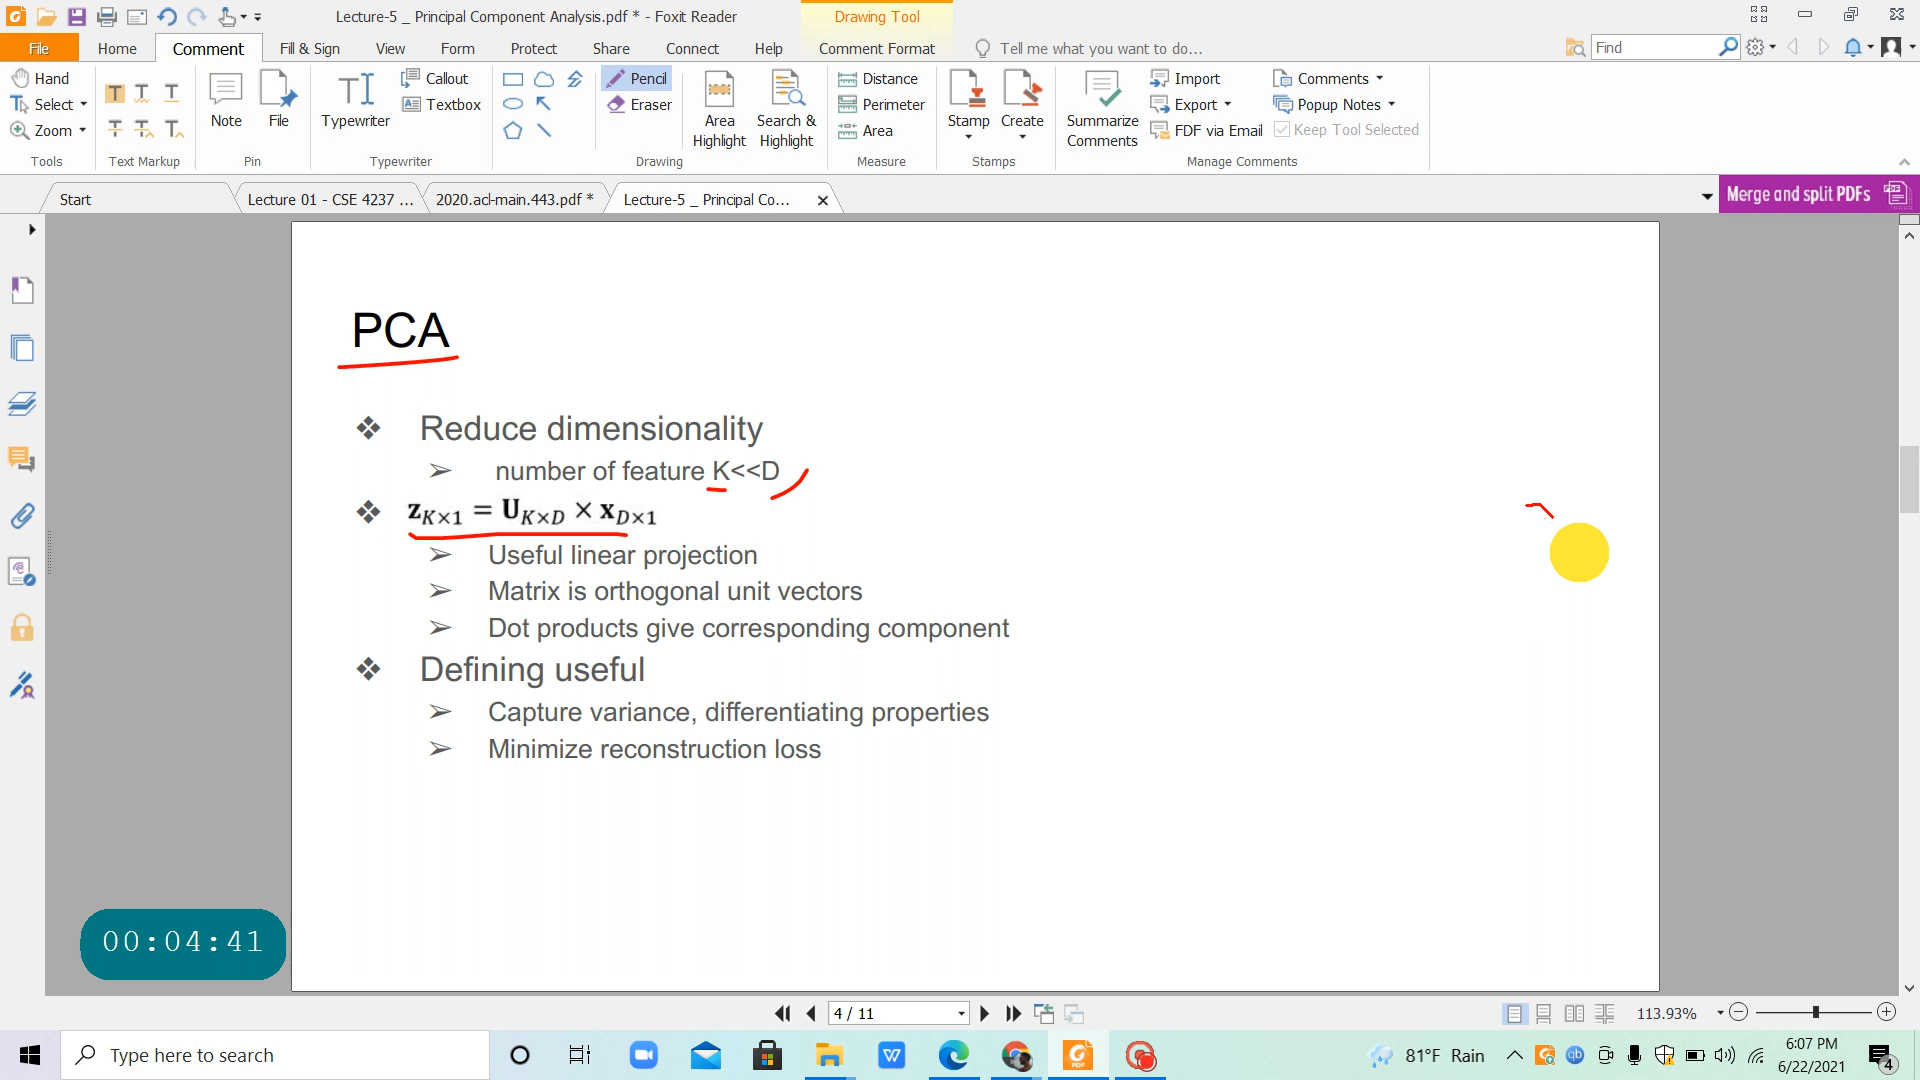 Lecture-5 _ Principal Component Analysis.pdf * - Foxit Reader
Drawing Tool
File
Home
Comment
Fill & Sign
View
Form
Protect
Share
Connect
Help
Comment Format
Tell me what you want to do...
Find
Hand
Select
Zoom
Tools
Text Markup
Note
File
Pin
Typewriter
Callout
Textbox
Typewriter
Pencil
Eraser
Area Highlight
Search & Highlight
Drawing
Distance
Perimeter
Area
Measure
Stamp
Create
Stamps
Summarize Comments
Import
Export
FDF via Email
Comments
Popup Notes
Keep Tool Selected
Manage Comments
Start
Lecture 01 - CSE 4237 ...
2020.acl-main.443.pdf *
Lecture-5 _ Principal Co...
Merge and split PDFs
PCA
❖ Reduce dimensionality
➢ number of feature K<<D
❖ z_{K×1} = U_{K×D} × x_{D×1}
➢ Useful linear projection
➢ Matrix is orthogonal unit vectors
➢ Dot products give corresponding component
❖ Defining useful
➢ Capture variance, differentiating properties
➢ Minimize reconstruction loss
00:04:41
4 / 11
113.93%
Type here to search
81°F Rain
6:07 PM
6/22/2021
4